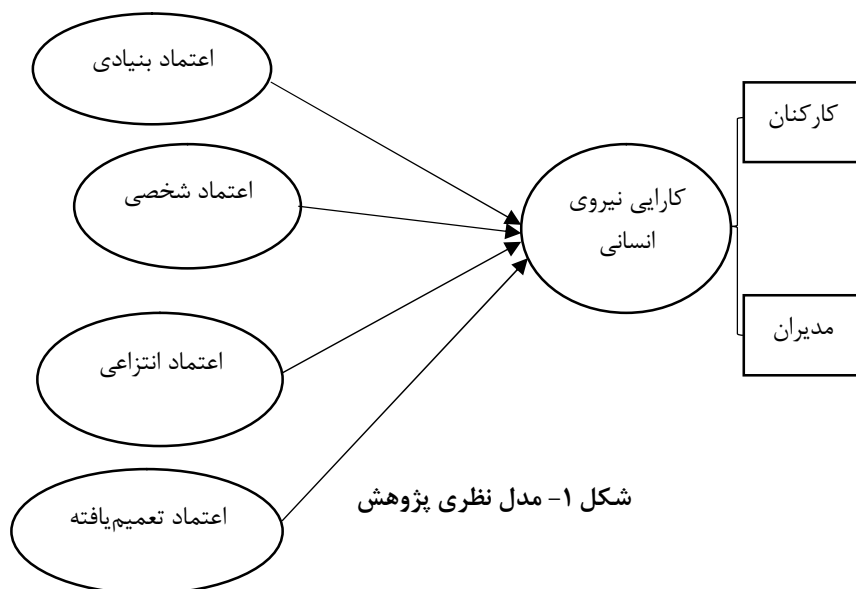 اعتماد بنیادی
اعتماد شخصی
اعتماد انتزاعی
اعتماد تعمیم‌یافته
کارایی نیروی
انسانی
کارکنان
مدیران
شکل ۱- مدل نظری پژوهش